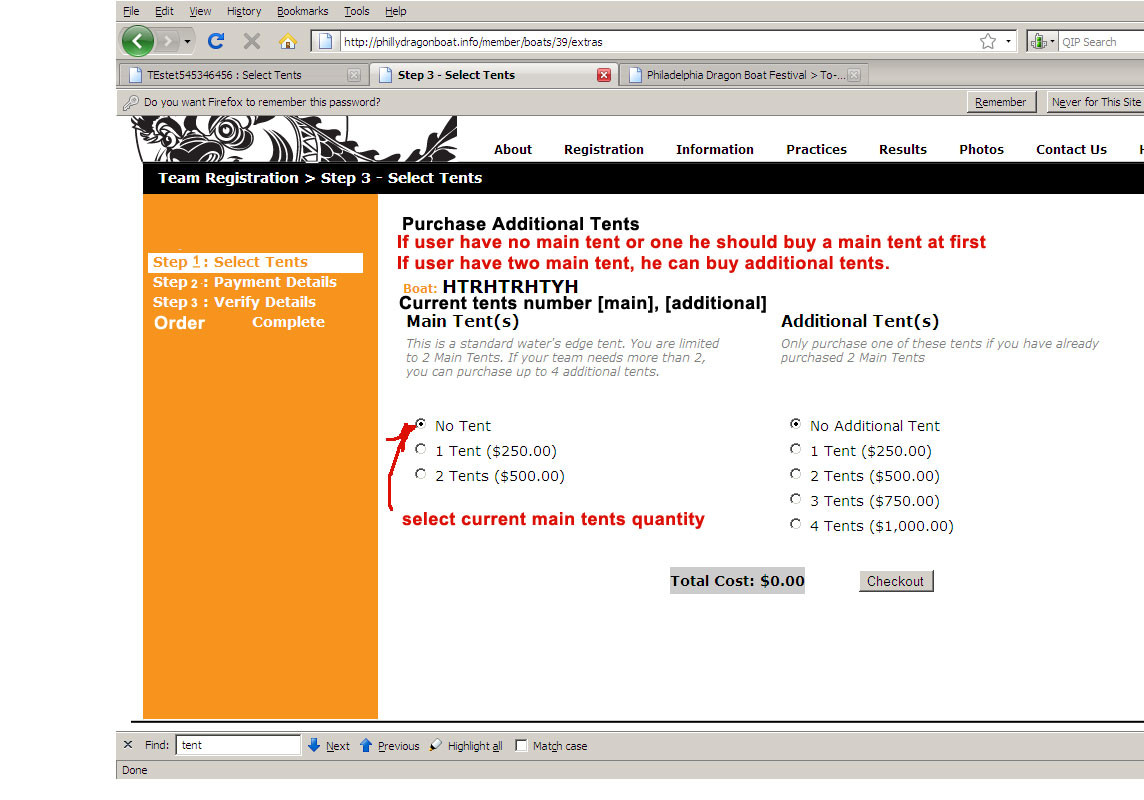 File Edit View History Bookmarks Tools Help
http://phillydragonboat.info/member/boats/39/extras
QIP Search
TEstet545346456 : Select Tents
Step 3 - Select Tents
Philadelphia Dragon Boat Festival > To-...
Do you want Firefox to remember this password?
Remember
Never for This Site
About Registration Information Practices Results Photos Contact Us H
Team Registration > Step 3 - Select Tents
Step 1 : Select Tents
Step 2 : Payment Details
Step 3 : Verify Details
Order Complete
Purchase Additional Tents
If user have no main tent or one he should buy a main tent at first
If user have two main tent, he can buy additional tents.
Boat: HTRHTRHTYH
Current tents number [main], [additional]
Main Tent(s)
This is a standard water's edge tent. You are limited
to 2 Main Tents. If your team needs more than 2,
you can purchase up to 4 additional tents.
No Tent
1 Tent ($250.00)
2 Tents ($500.00)
select current main tents quantity
Additional Tent(s)
Only purchase one of these tents if you have already
purchased 2 Main Tents
No Additional Tent
1 Tent ($250.00)
2 Tents ($500.00)
3 Tents ($750.00)
4 Tents ($1,000.00)
Total Cost: $0.00
Checkout
Find: tent Next Previous Highlight all Match case
Done